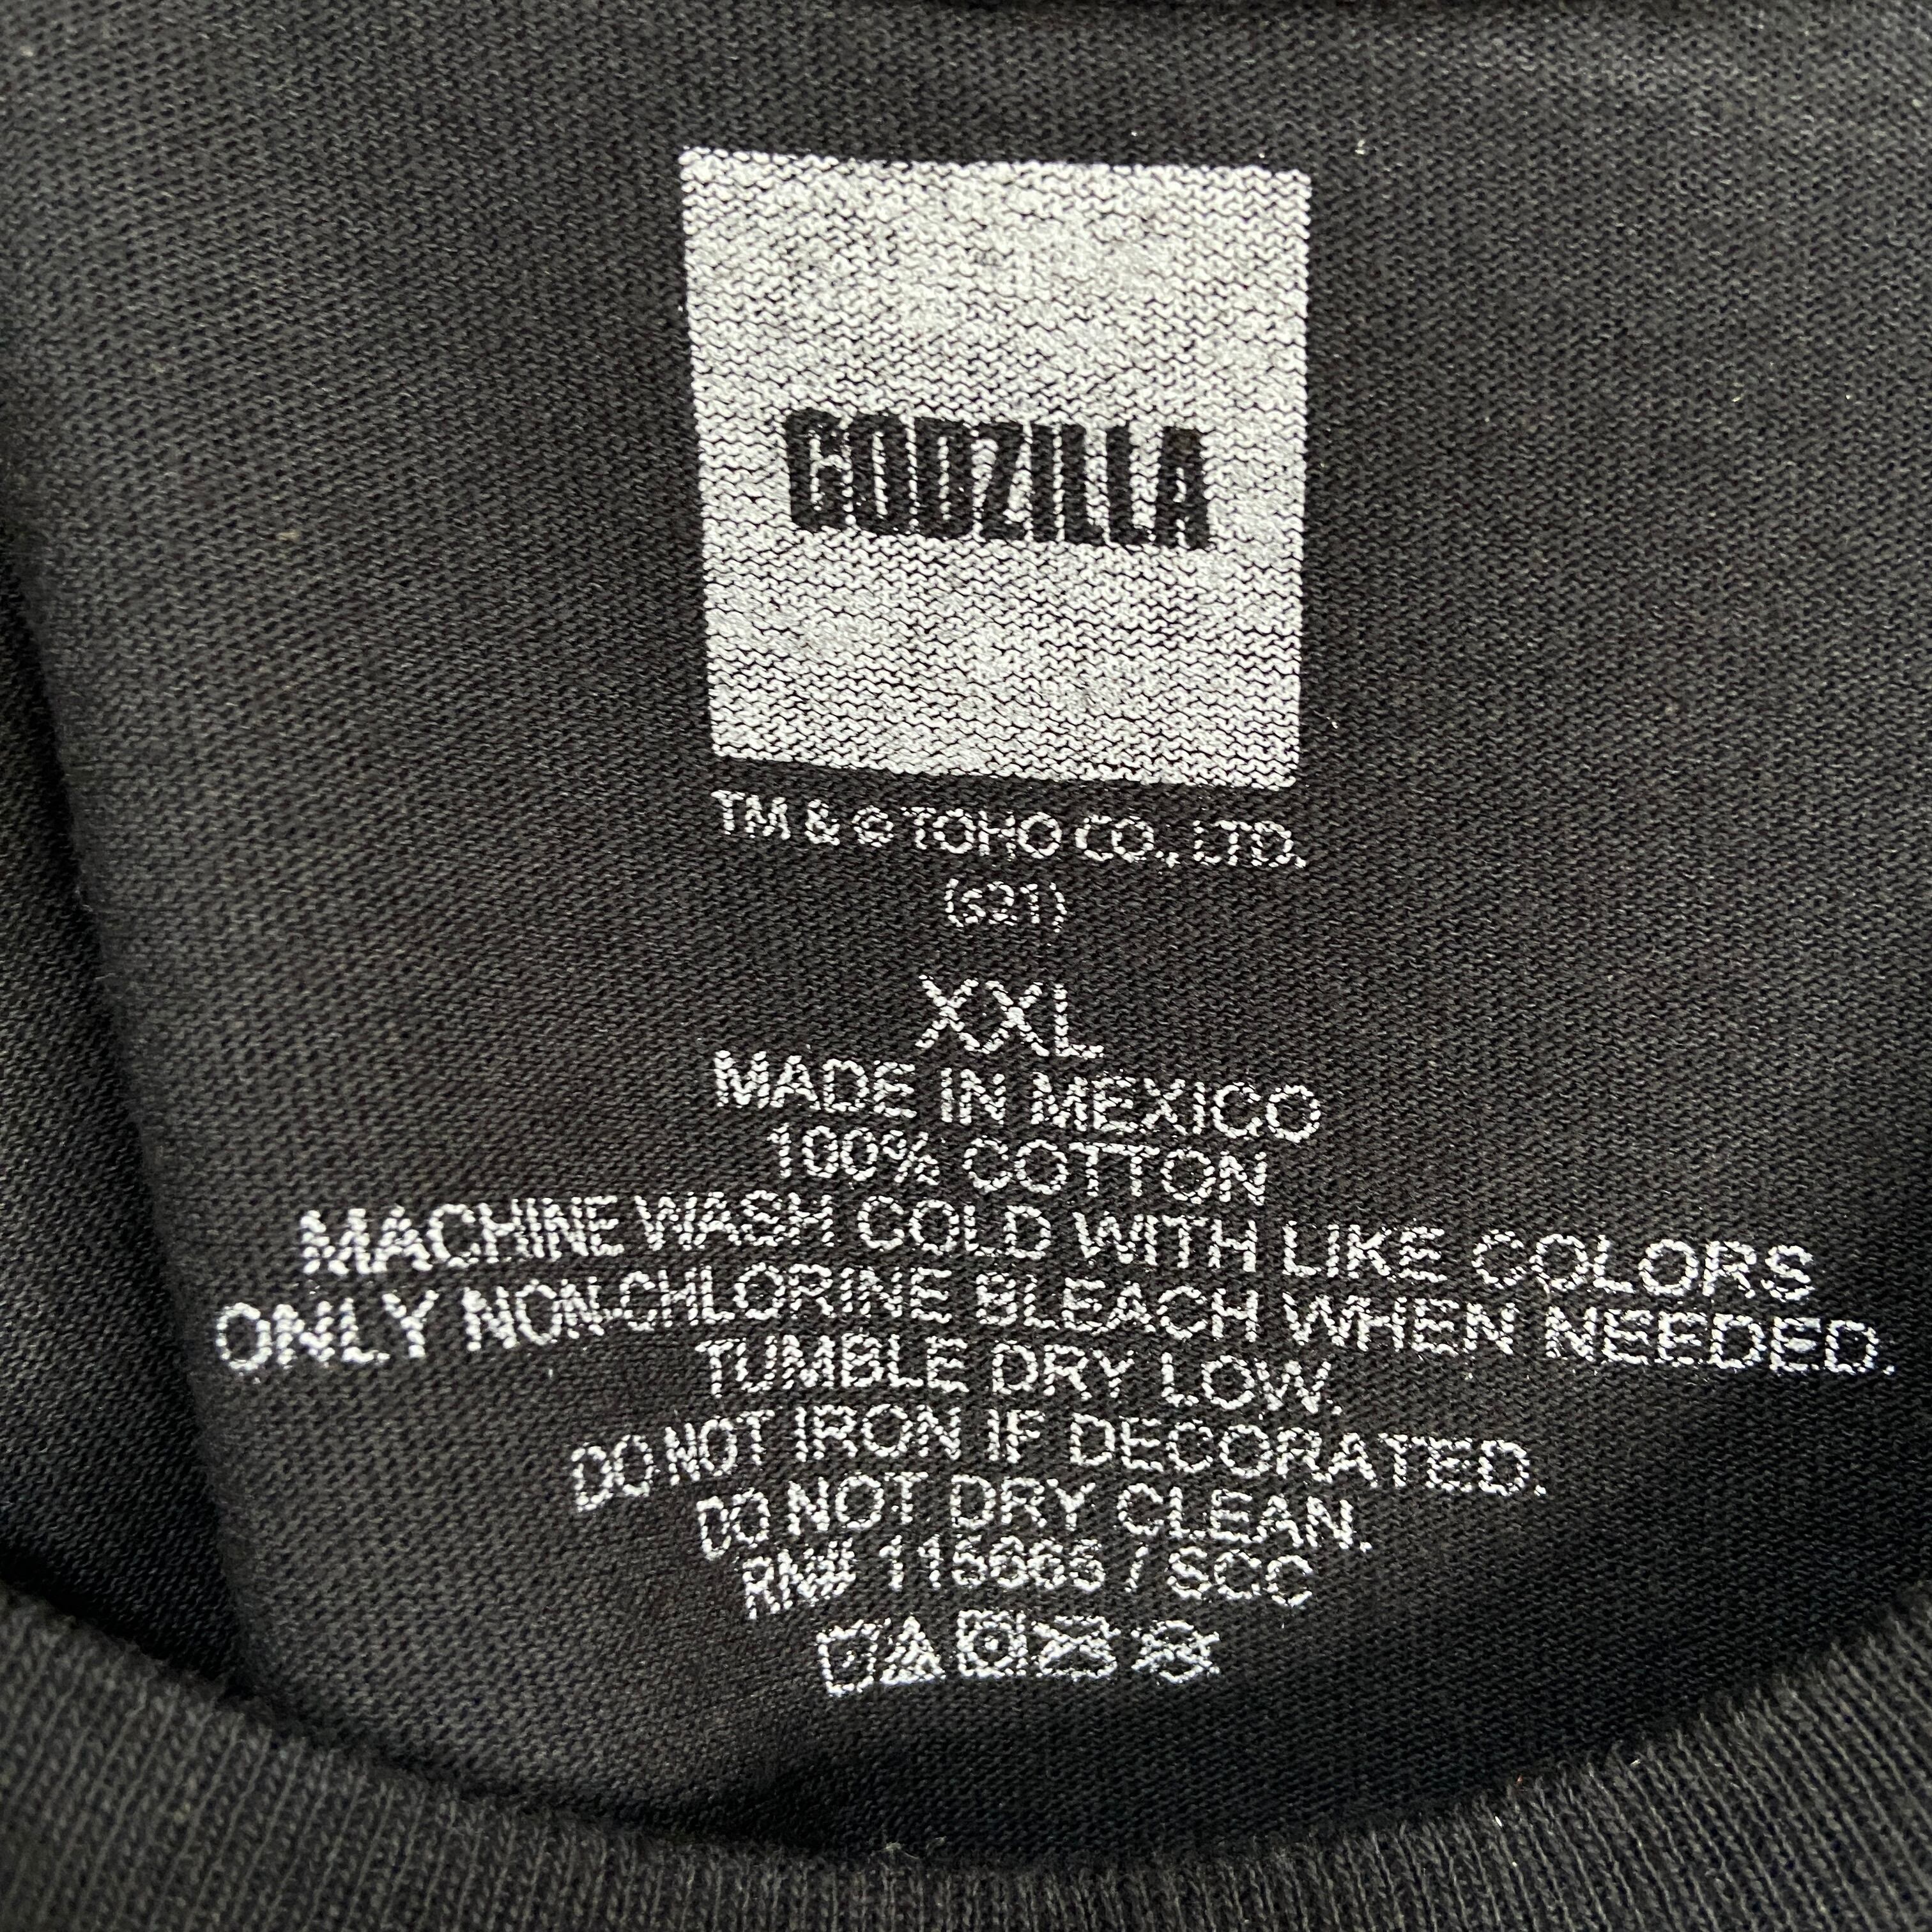 GODZILLA
TM & © TOHO CO., LTD.
(s21)
XXL
MADE IN MEXICO
100% COTTON
MACHINE WASH COLD WITH LIKE COLORS
ONLY NON-CHLORINE BLEACH WHEN NEEDED.
TUMBLE DRY LOW.
DO NOT IRON IF DECORATED.
DO NOT DRY CLEAN.
RN# 115665 / SCC